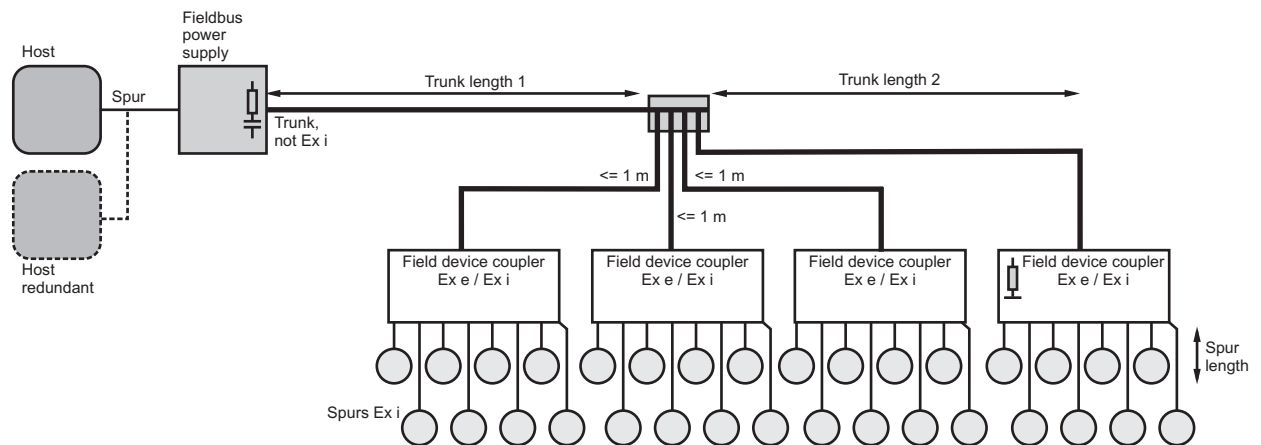 Host
Spur
Fieldbus
power
supply
Trunk length 1
Trunk length 2
Trunk,
not Ex i
Host
redundant
<= 1 m
<= 1 m
<= 1 m
Field device coupler
Ex e / Ex i
Field device coupler
Ex e / Ex i
Field device coupler
Ex e / Ex i
Field device coupler
Ex e / Ex i
Spur
length
Spurs Ex i